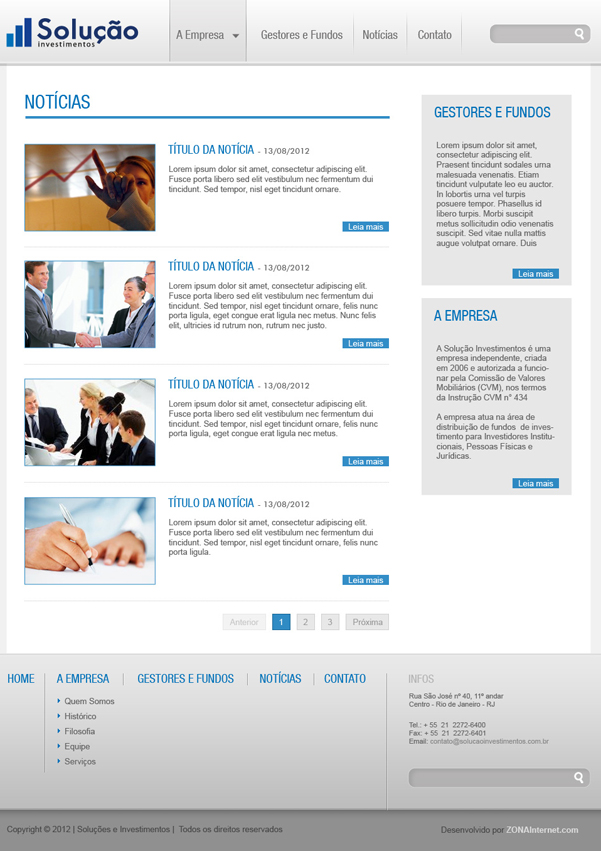 Solução
investimentos
A Empresa
Gestores e Fundos
Notícias
Contato
NOTÍCIAS
TÍTULO DA NOTÍCIA - 13/08/2012
Lorem ipsum dolor sit amet, consectetur adipiscing elit.
Fusce porta libero sed elit vestibulum nec fermentum dui
tincidunt. Sed tempor, nisl eget tincidunt ornare.
Leia mais
TÍTULO DA NOTÍCIA - 13/08/2012
Lorem ipsum dolor sit amet, consectetur adipiscing elit.
Fusce porta libero sed elit vestibulum nec fermentum dui
tincidunt. Sed tempor, nisl eget tincidunt ornare, felis nunc
porta ligula, eget congue erat ligula nec metus. Nunc felis
elit, ultricies id rutrum non, rutrum nec justo.
Leia mais
TÍTULO DA NOTÍCIA - 13/08/2012
Lorem ipsum dolor sit amet, consectetur adipiscing elit.
Fusce porta libero sed elit vestibulum nec fermentum dui
tincidunt. Sed tempor, nisl eget tincidunt ornare, felis nunc
porta ligula, eget congue erat ligula nec metus.
Leia mais
TÍTULO DA NOTÍCIA - 13/08/2012
Lorem ipsum dolor sit amet, consectetur adipiscing elit.
Fusce porta libero sed elit vestibulum nec fermentum dui
tincidunt. Sed tempor, nisl eget tincidunt ornare, felis nunc
porta ligula.
Leia mais
Anterior 1 2 3 Próxima
GESTORES E FUNDOS
Lorem ipsum dolor sit amet,
consectetur adipiscing elit.
Praesent tincidunt sodales urna
malesuada venenatis. Etiam
tincidunt vulputate leo eu auctor.
In lobortis urna vel turpis
posuere tempor. Phasellus id
libero turpis. Morbi suscipit
metus sollicitudin odio venenatis
suscipit. Sed vitae nulla mattis
augue volutpat ornare. Duis
Leia mais
A EMPRESA
A Solução Investimentos é uma
empresa independente, criada
em 2006 e autorizada a funcio-
nar pela Comissão de Valores
Mobiliários (CVM), nos termos
da Instrução CVM n° 434
A empresa atua na área de
distribuição de fundos de inves-
timento para Investidores Institu-
cionais, Pessoas Físicas e
Jurídicas.
Leia mais
HOME
A EMPRESA
Quem Somos
Histórico
Filosofia
Equipe
Serviços
GESTORES E FUNDOS
NOTÍCIAS
CONTATO
INFOS
Rua São José nº 40, 11º andar
Centro - Rio de Janeiro - RJ
Tel.: + 55 21 2272-6400
Fax: + 55 21 2272-6401
Email: contato@solucaoinvestimentos.com.br
Copyright © 2012 | Soluções e Investimentos | Todos os direitos reservados
Desenvolvido por ZONAInternet.com